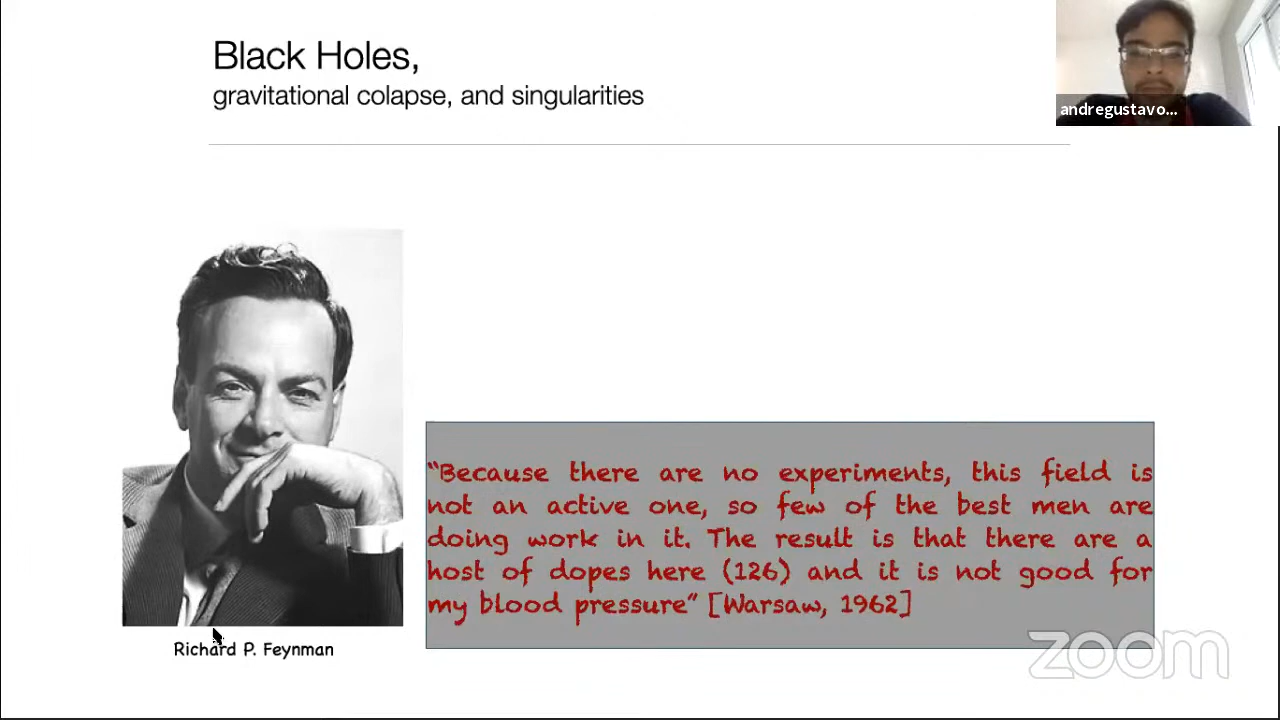 Black Holes,
gravitational colapse, and singularities
andregustavo...
“Because there are no experiments, this field is
not an active one, so few of the best men are
doing work in it. The result is that there are a
host of dopes here (126) and it is not good for
my blood pressure” [Warsaw, 1962]
Richard P. Feynman
zoom